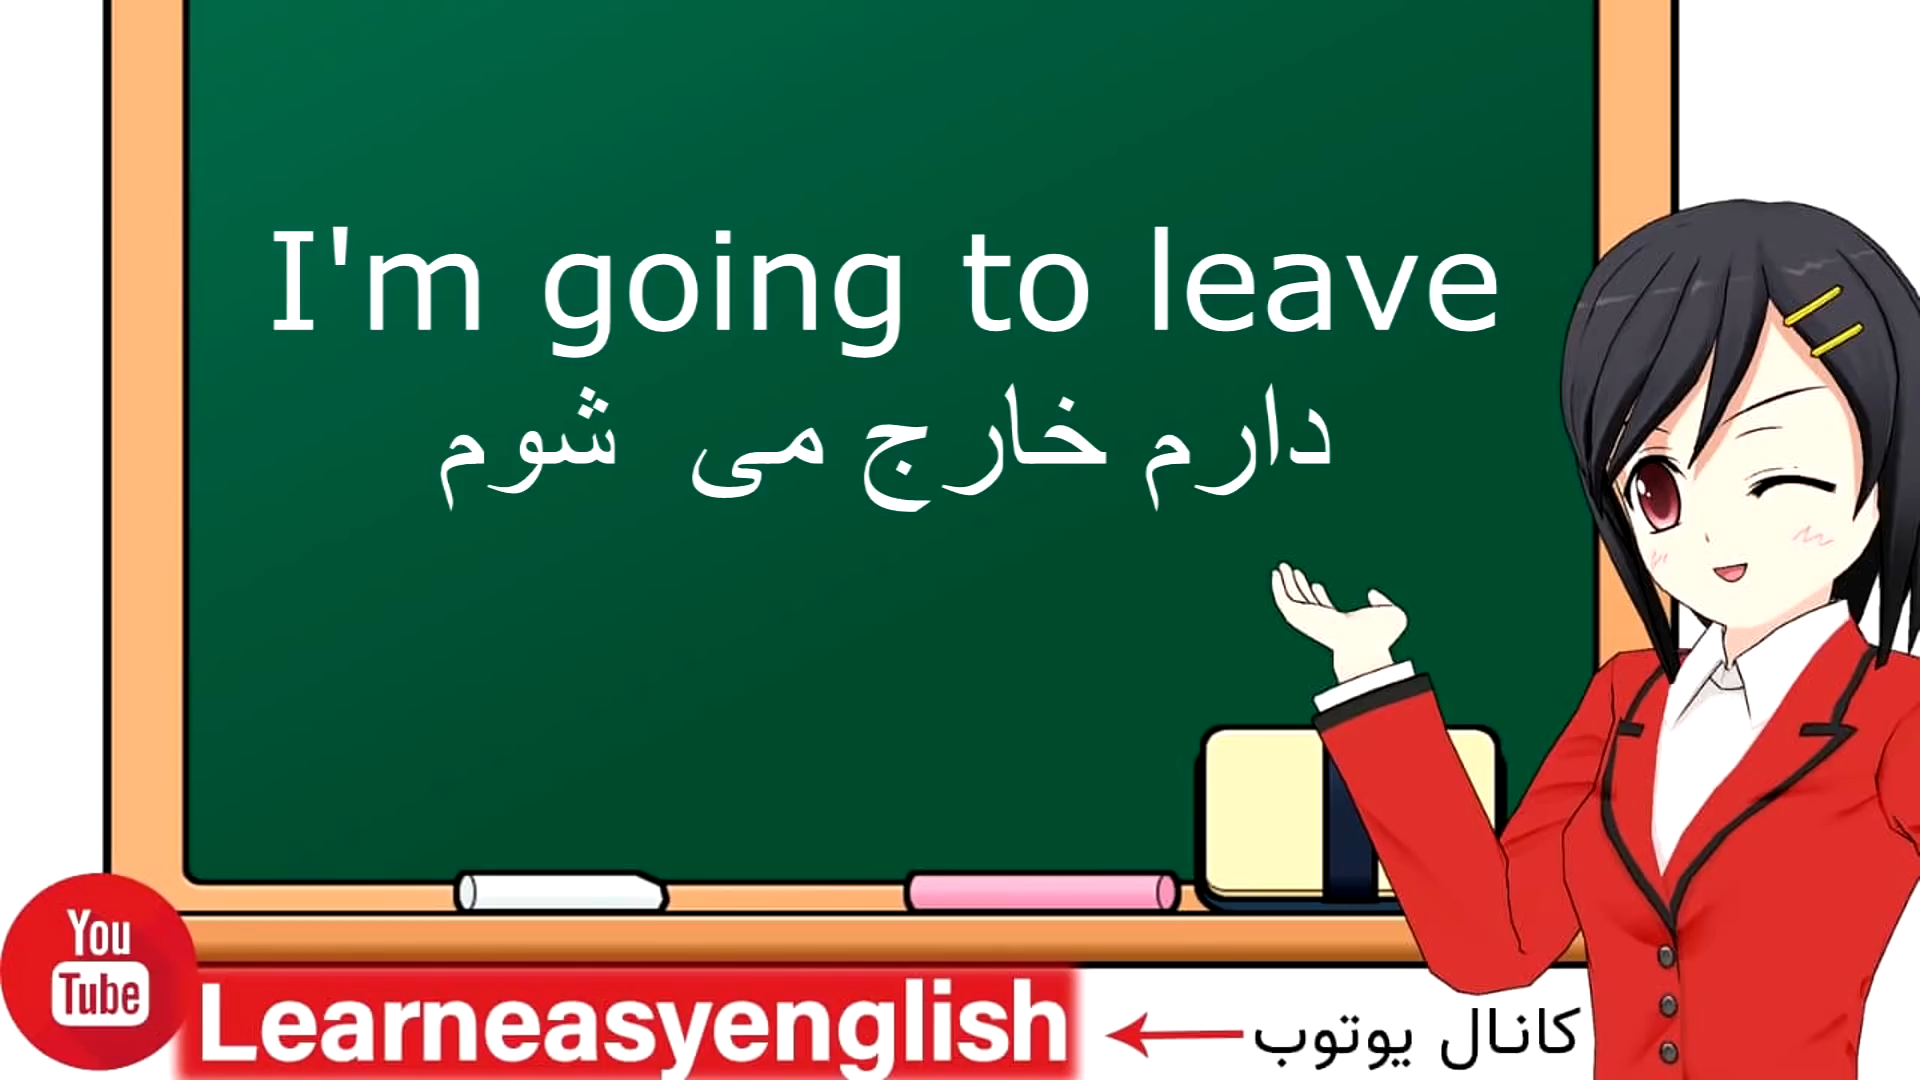 I'm going to leave
دارم خارج می شوم
You
Tube
Learneasyenglish
کانال یوتوب